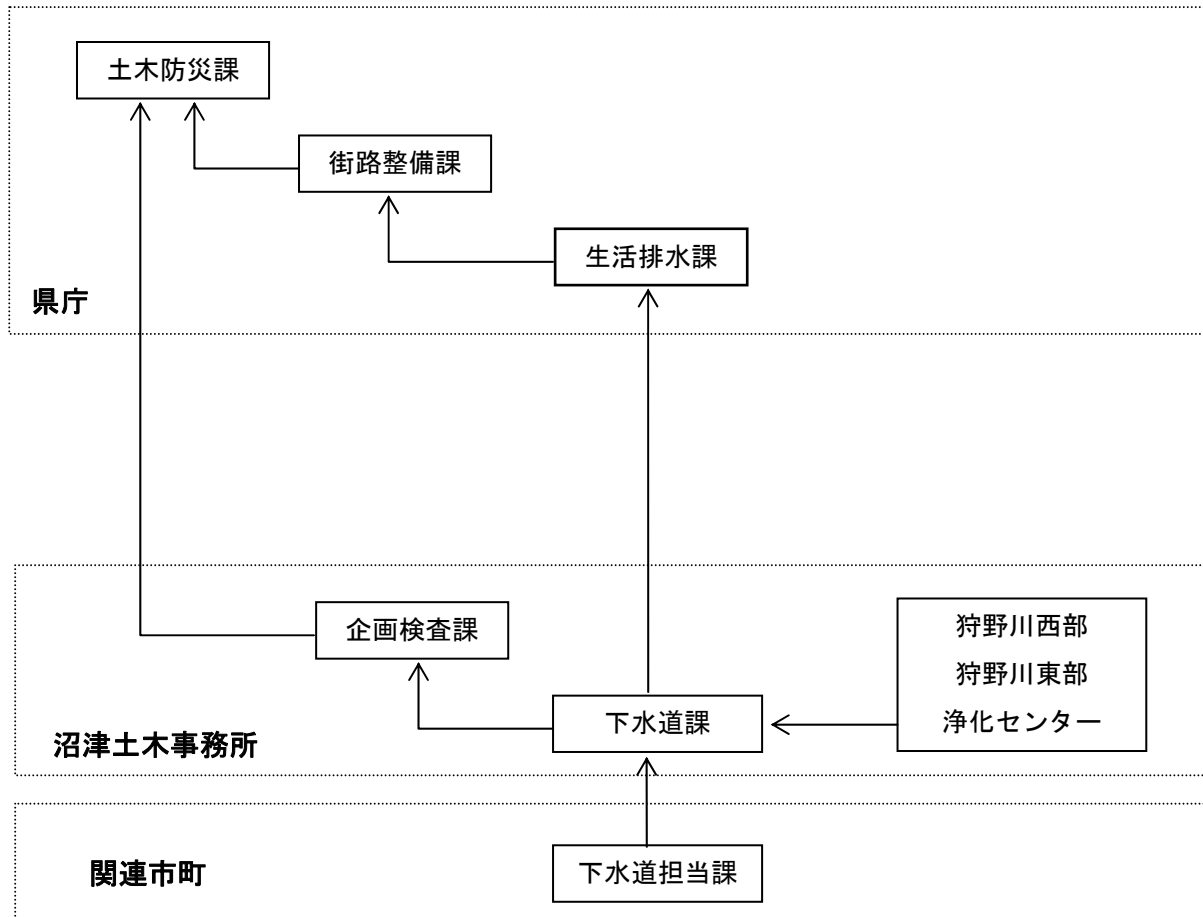 土木防災課
街路整備課
生活排水課
県庁
企画検査課
狩野川西部
狩野川東部
浄化センター
下水道課
沼津土木事務所
下水道担当課
関連市町